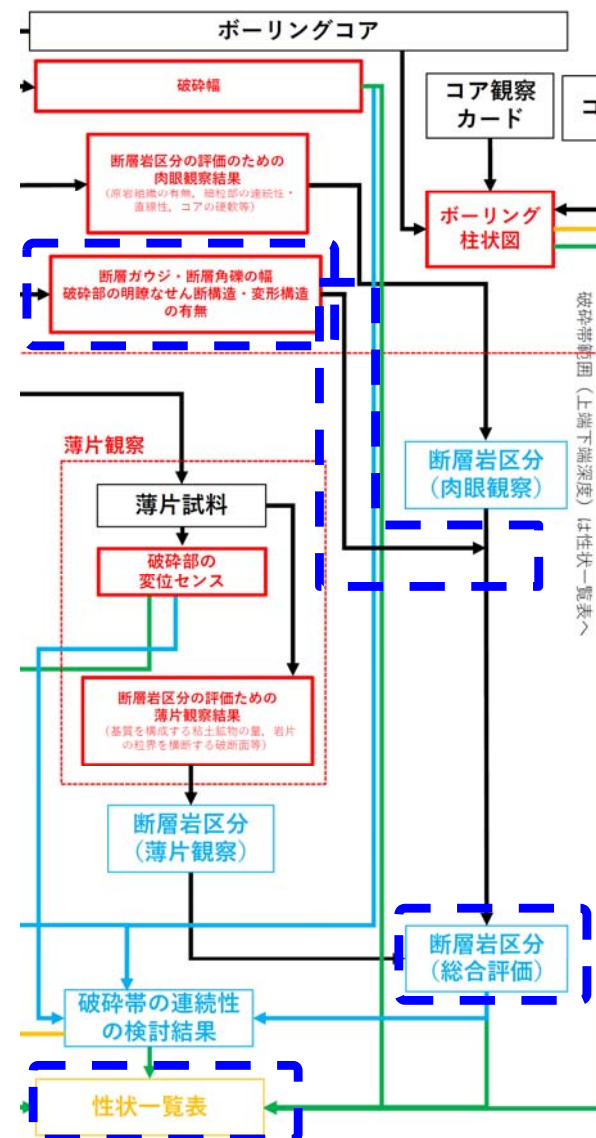 ボーリングコア
破砕幅
コア観察
カード
コ
断層岩区分の評価のための
肉眼観察結果
(原岩組織の有無、細粒部の連続性・
直線性、コアの硬軟等)
ボーリング
柱状図
断層ガウジ・断層角礫の幅
破砕部の明瞭なせん断構造・変形構造
の有無
破砕帯範囲（上端下端深度）は性状一覧表へ
薄片観察
断層岩区分
(肉眼観察)
薄片試料
破砕部の
変位センス
断層岩区分の評価ための
薄片観察結果
(基質を構成する粘土鉱物の量、岩片
の粒界を横断する破断面等)
断層岩区分
(薄片観察)
断層岩区分
(総合評価)
破砕帯の連続性
の検討結果
性状一覧表